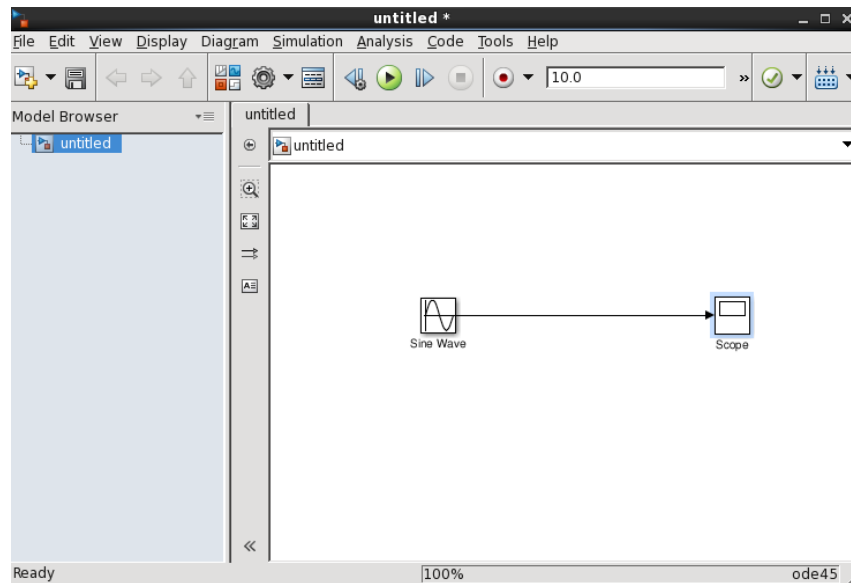 untitled *
File Edit View Display Diagram Simulation Analysis Code Tools Help
10.0 »
Model Browser
untitled
untitled
untitled
Sine Wave
Scope
Ready 100% ode45